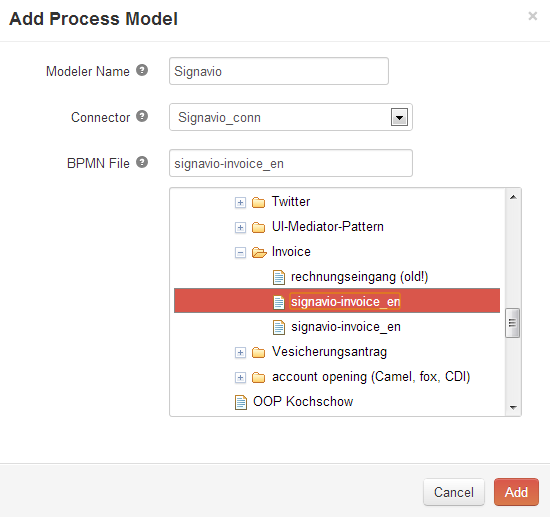 Add Process Model
×
Modeler Name ?
Signavio
Connector ?
Signavio_conn
BPMN File ?
signavio-invoice_en
Twitter
UI-Mediator-Pattern
Invoice
rechnungseingang (old!)
signavio-invoice_en
signavio-invoice_en
Vesicherungsantrag
account opening (Camel, fox, CDI)
OOP Kochschow
Cancel
Add